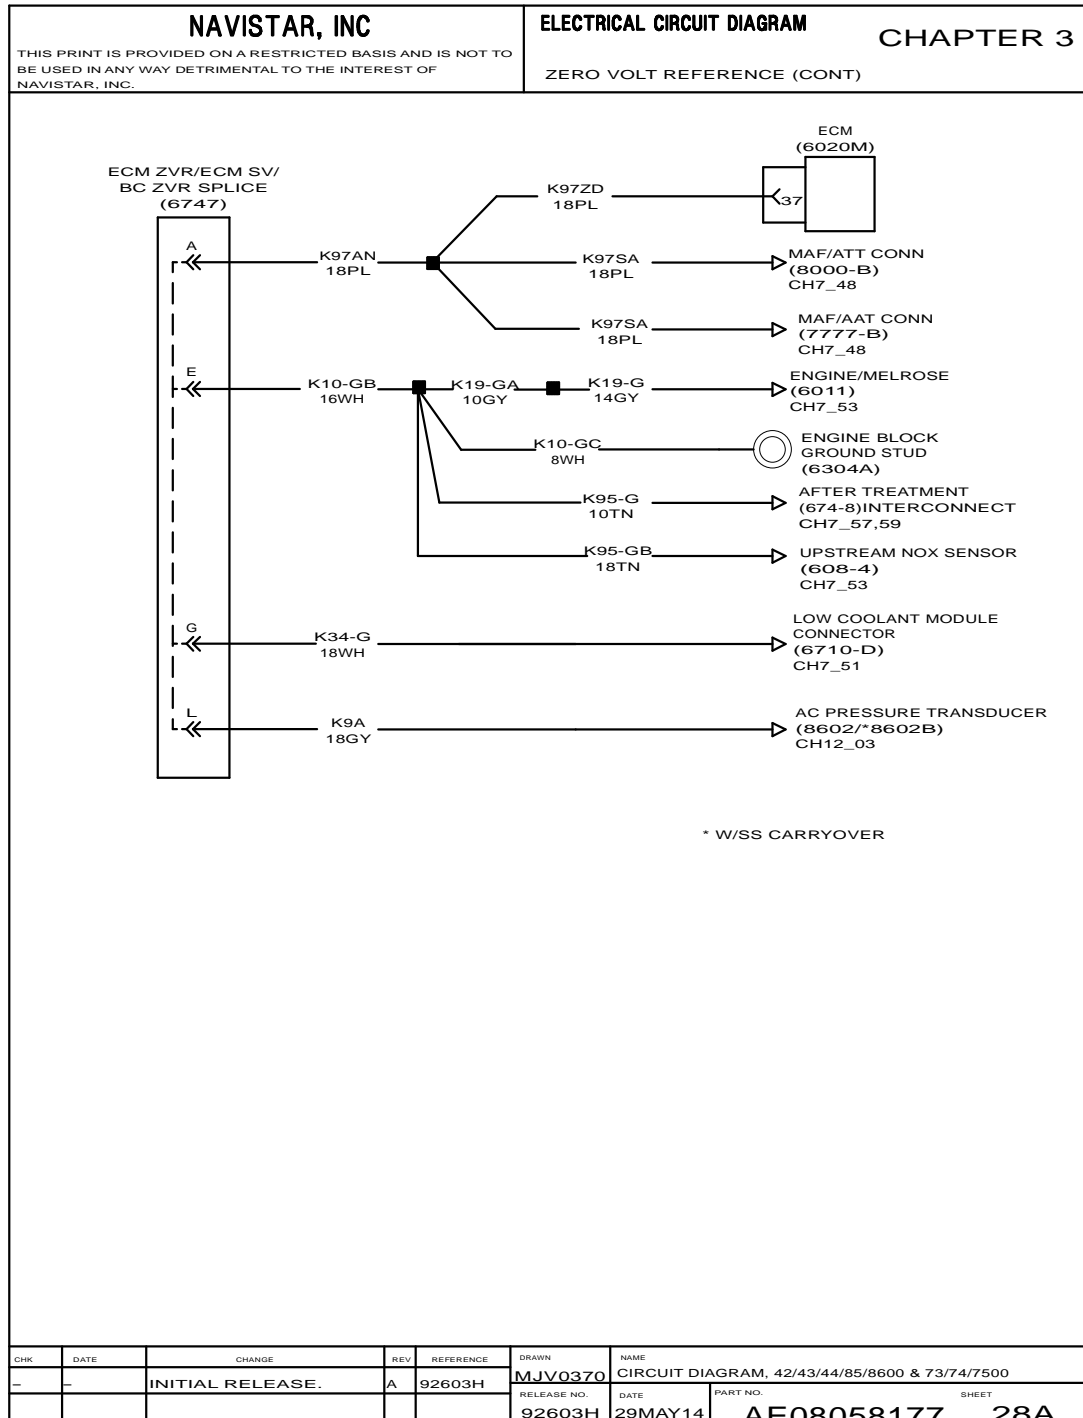 NAVISTAR, INC
THIS PRINT IS PROVIDED ON A RESTRICTED BASIS AND IS NOT TO
BE USED IN ANY WAY DETRIMENTAL TO THE INTEREST OF
NAVISTAR, INC.
ELECTRICAL CIRCUIT DIAGRAM
CHAPTER 3
ZERO VOLT REFERENCE (CONT)
ECM
(6020M)
37
ECM ZVR/ECM SV/
BC ZVR SPLICE
(6747)
K97ZD
18PL
A
K97AN
18PL
K97SA
18PL
MAF/ATT CONN
(8000-B)
CH7_48
K97SA
18PL
MAF/AAT CONN
(7777-B)
CH7_48
E
K10-GB
16WH
K19-GA
10GY
K19-G
14GY
ENGINE/MELROSE
(6011)
CH7_53
K10-GC
8WH
ENGINE BLOCK
GROUND STUD
(6304A)
K95-G
10TN
AFTER TREATMENT
(674-8)INTERCONNECT
CH7_57,59
K95-GB
18TN
UPSTREAM NOX SENSOR
(608-4)
CH7_53
G
K34-G
18WH
LOW COOLANT MODULE
CONNECTOR
(6710-D)
CH7_51
L
K9A
18GY
AC PRESSURE TRANSDUCER
(8602/*8602B)
CH12_03
* W/SS CARRYOVER
CHK DATE CHANGE REV REFERENCE
– – INITIAL RELEASE. A 92603H
DRAWN
MJV0370
NAME
CIRCUIT DIAGRAM, 42/43/44/85/8600 & 73/74/7500
RELEASE NO. DATE PART NO. SHEET
92603H 29MAY14 AE08058177 28A